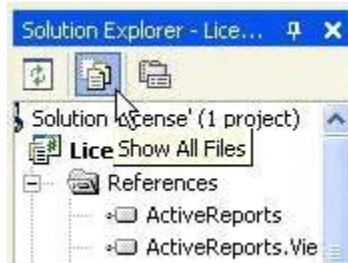 Solution Explorer - Lice...
Solution 'License' (1 project)
Lice
Show All Files
References
ActiveReports
ActiveReports.Vie